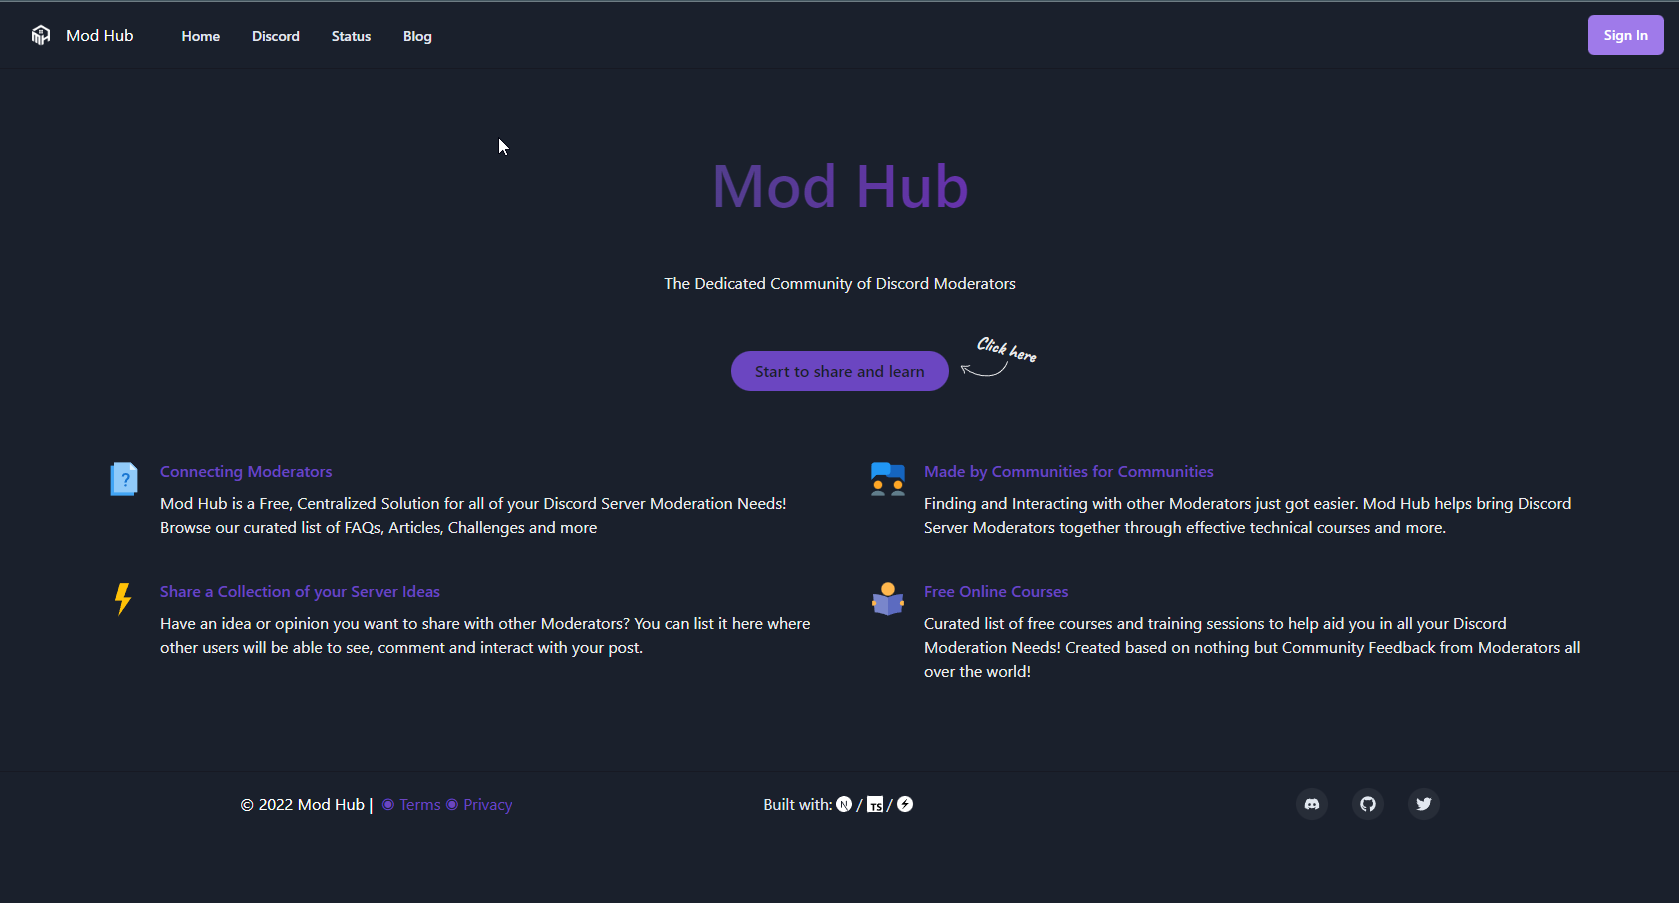 Mod Hub
Home
Discord
Status
Blog
Sign In
Mod Hub
The Dedicated Community of Discord Moderators
Click here
Start to share and learn
?
Connecting Moderators
Mod Hub is a Free, Centralized Solution for all of your Discord Server Moderation Needs!
Browse our curated list of FAQs, Articles, Challenges and more
Made by Communities for Communities
Finding and Interacting with other Moderators just got easier. Mod Hub helps bring Discord
Server Moderators together through effective technical courses and more.
Share a Collection of your Server Ideas
Have an idea or opinion you want to share with other Moderators? You can list it here where
other users will be able to see, comment and interact with your post.
Free Online Courses
Curated list of free courses and training sessions to help aid you in all your Discord
Moderation Needs! Created based on nothing but Community Feedback from Moderators all
over the world!
© 2022 Mod Hub | ◉ Terms ◉ Privacy
Built with: N / TS /